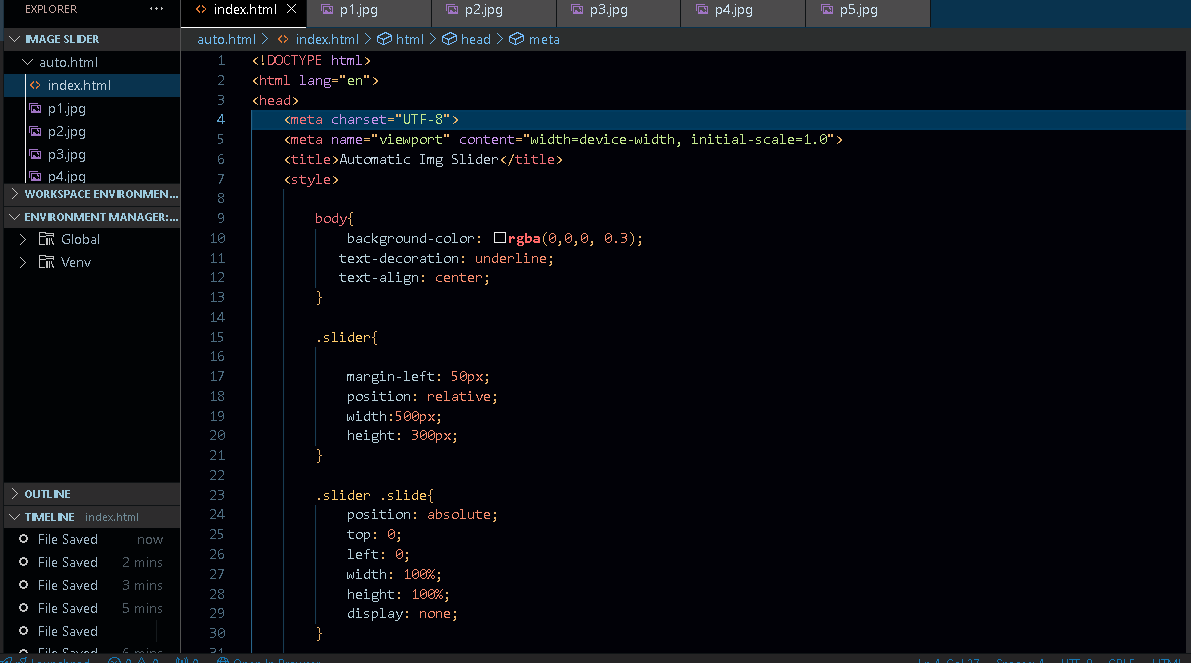 EXPLORER ···
index.html
p1.jpg
p2.jpg
p3.jpg
p4.jpg
p5.jpg
IMAGE SLIDER
auto.html
index.html
p1.jpg
p2.jpg
p3.jpg
p4.jpg
WORKSPACE ENVIRONMEN...
ENVIRONMENT MANAGER:...
Global
Venv
OUTLINE
TIMELINE index.html
File Saved now
File Saved 2 mins
File Saved 3 mins
File Saved 5 mins
File Saved
File Saved 6 mins
auto.html > index.html > html > head > meta
1 <!DOCTYPE html>
2 <html lang="en">
3 <head>
4 <meta charset="UTF-8">
5 <meta name="viewport" content="width=device-width, initial-scale=1.0">
6 <title>Automatic Img Slider</title>
7 <style>
8
9 body{
10 background-color: rgba(0,0,0, 0.3);
11 text-decoration: underline;
12 text-align: center;
13 }
14
15 .slider{
16
17 margin-left: 50px;
18 position: relative;
19 width:500px;
20 height: 300px;
21 }
22
23 .slider .slide{
24 position: absolute;
25 top: 0;
26 left: 0;
27 width: 100%;
28 height: 100%;
29 display: none;
30 }
31